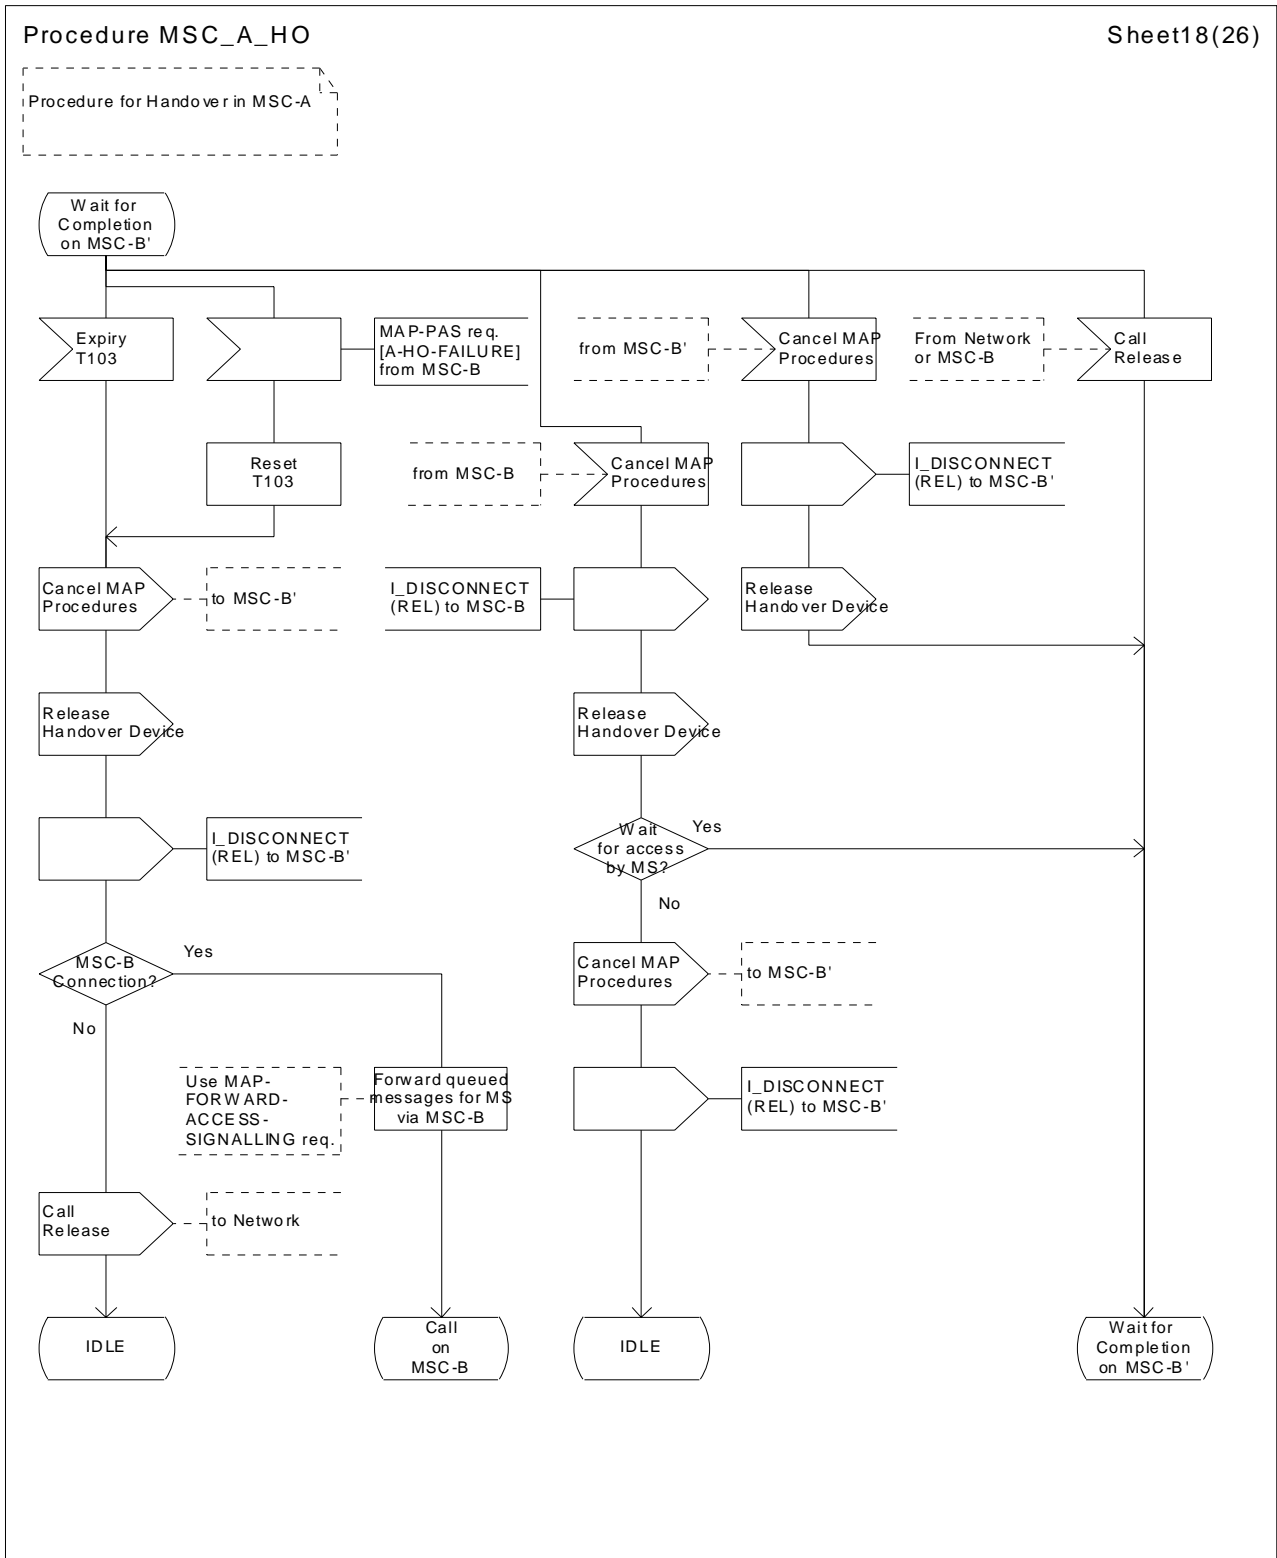 Procedure MSC_A_HO
Sheet18(26)
Procedure for Handover in MSC-A
Wait for
Completion
on MSC-B'
Expiry
T103
MAP-PAS req.
[A-HO-FAILURE]
from MSC-B
from MSC-B'
Cancel MAP
Procedures
From Network
or MSC-B
Call
Release
Reset
T103
from MSC-B
Cancel MAP
Procedures
I_DISCONNECT
(REL) to MSC-B'
Cancel MAP
Procedures
to MSC-B'
I_DISCONNECT
(REL) to MSC-B
Release
Handover Device
Release
Handover Device
Release
Handover Device
I_DISCONNECT
(REL) to MSC-B'
Wait
for access
by MS?
Yes
No
MSC-B
Connection?
Yes
No
Cancel MAP
Procedures
to MSC-B'
Use MAP-
FORWARD-
ACCESS-
SIGNALLING req.
Forward queued
messages for MS
via MSC-B
I_DISCONNECT
(REL) to MSC-B'
Call
Release
to Network
IDLE
Call
on
MSC-B
IDLE
Wait for
Completion
on MSC-B'